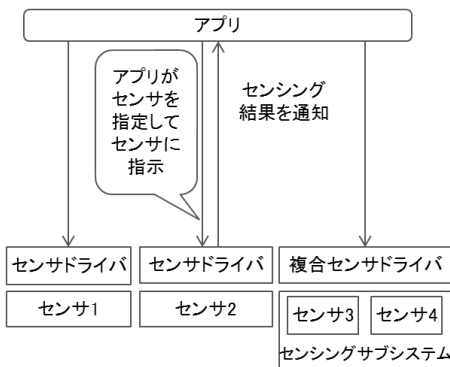 アプリ
アプリが
センサを
指定して
センサに
指示
センシング
結果を通知
センサドライバ
センサドライバ
複合センサドライバ
センサ1
センサ2
センサ3
センサ4
センシングサブシステム